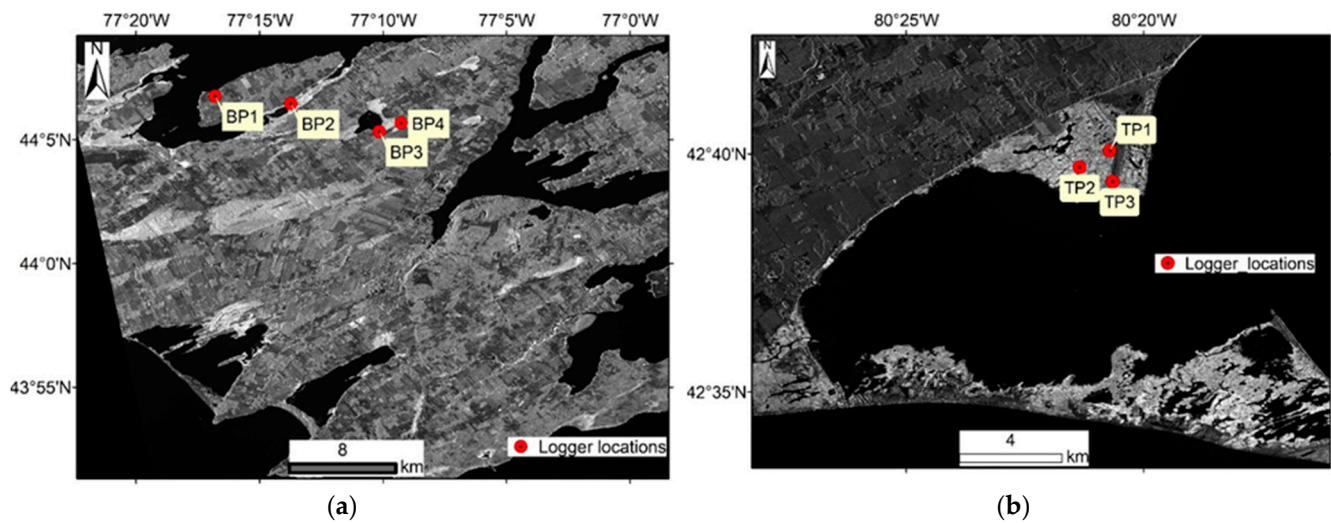 77°20'W 77°15'W 77°10'W 77°5'W 77°0'W
N
BP1
BP2
BP4
BP3
44°5'N
44°0'N
43°55'N
8
km
Logger locations
(a)
80°25'W 80°20'W
N
TP1
TP2
TP3
42°40'N
Logger_locations
42°35'N
4
km
(b)